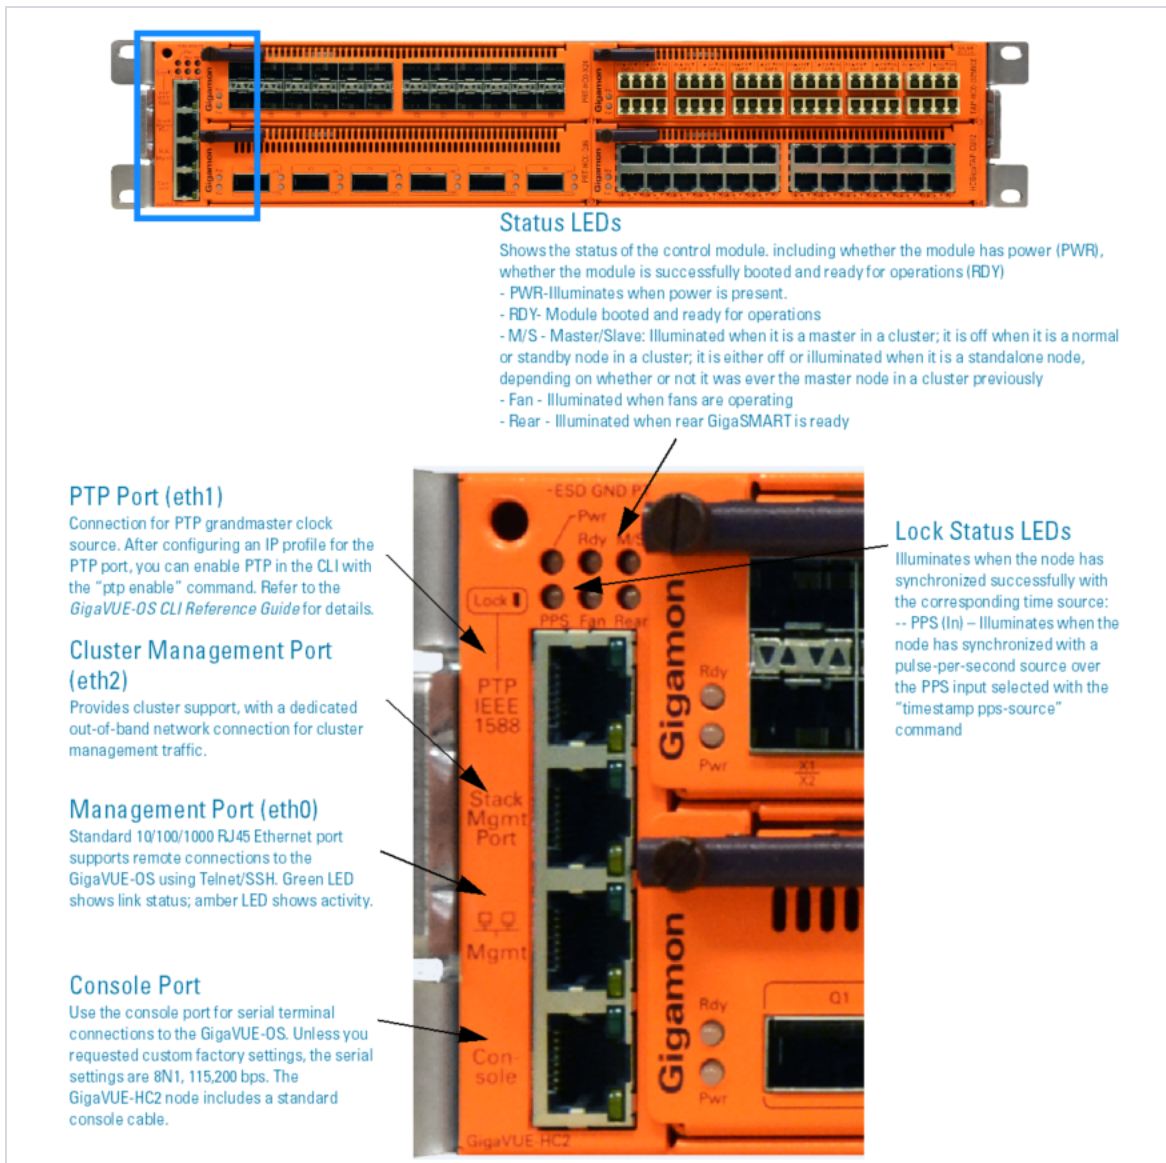 Gigamon
Gigamon
Gigamon
Gigamon
Status LEDs
Shows the status of the control module. including whether the module has power (PWR),
whether the module is successfully booted and ready for operations (RDY)
- PWR-Illuminates when power is present.
- RDY- Module booted and ready for operations
- M/S - Master/Slave: Illuminated when it is a master in a cluster; it is off when it is a normal
or standby node in a cluster; it is either off or illuminated when it is a standalone node,
depending on whether or not it was ever the master node in a cluster previously
- Fan - Illuminated when fans are operating
- Rear - Illuminated when rear GigaSMART is ready
PTP Port (eth1)
Connection for PTP grandmaster clock
source. After configuring an IP profile for the
PTP port, you can enable PTP in the CLI with
the “ptp enable” command. Refer to the
GigaVUE-OS CLI Reference Guide for details.
Cluster Management Port
(eth2)
Provides cluster support, with a dedicated
out-of-band network connection for cluster
management traffic.
Management Port (eth0)
Standard 10/100/1000 RJ45 Ethernet port
supports remote connections to the
GigaVUE-OS using Telnet/SSH. Green LED
shows link status; amber LED shows activity.
Console Port
Use the console port for serial terminal
connections to the GigaVUE-OS. Unless you
requested custom factory settings, the serial
settings are 8N1, 115,200 bps. The
GigaVUE-HC2 node includes a standard
console cable.
-ESD GND
Pwr
Rdy M/S
Lock
PPS Fan Rear
PTP
IEEE
1588
Stack
Mgmt
Port
Mgmt
Con-
sole
GigaVUE-HC2
Gigamon
Rdy
Pwr
X1
X2
Gigamon
Rdy
Pwr
Q1
Lock Status LEDs
Illuminates when the node has
synchronized successfully with
the corresponding time source:
-- PPS (In) – Illuminates when the
node has synchronized with a
pulse-per-second source over
the PPS input selected with the
“timestamp pps-source”
command